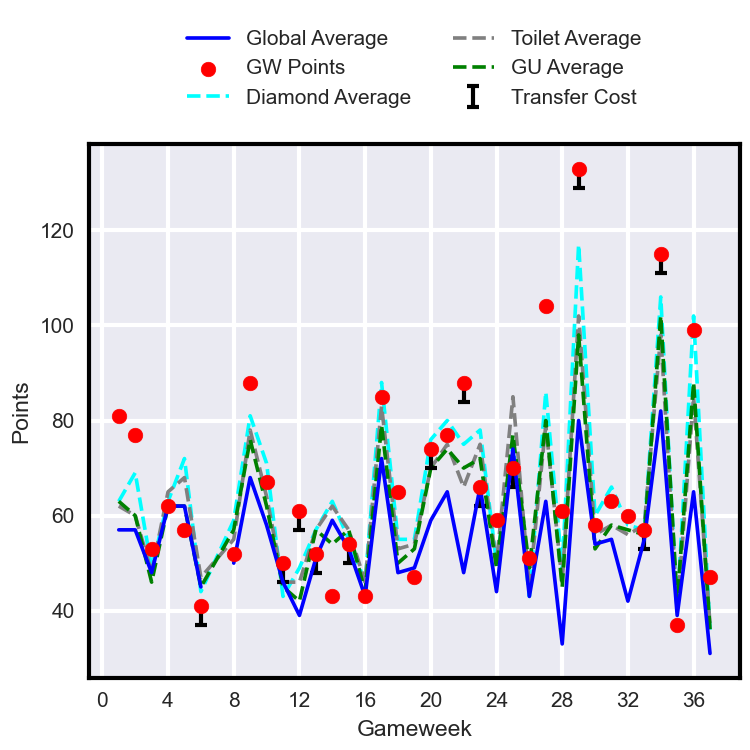 Global Average
GW Points
Diamond Average
Toilet Average
GU Average
Transfer Cost
Points
120
100
80
60
40
0 4 8 12 16 20 24 28 32 36
Gameweek